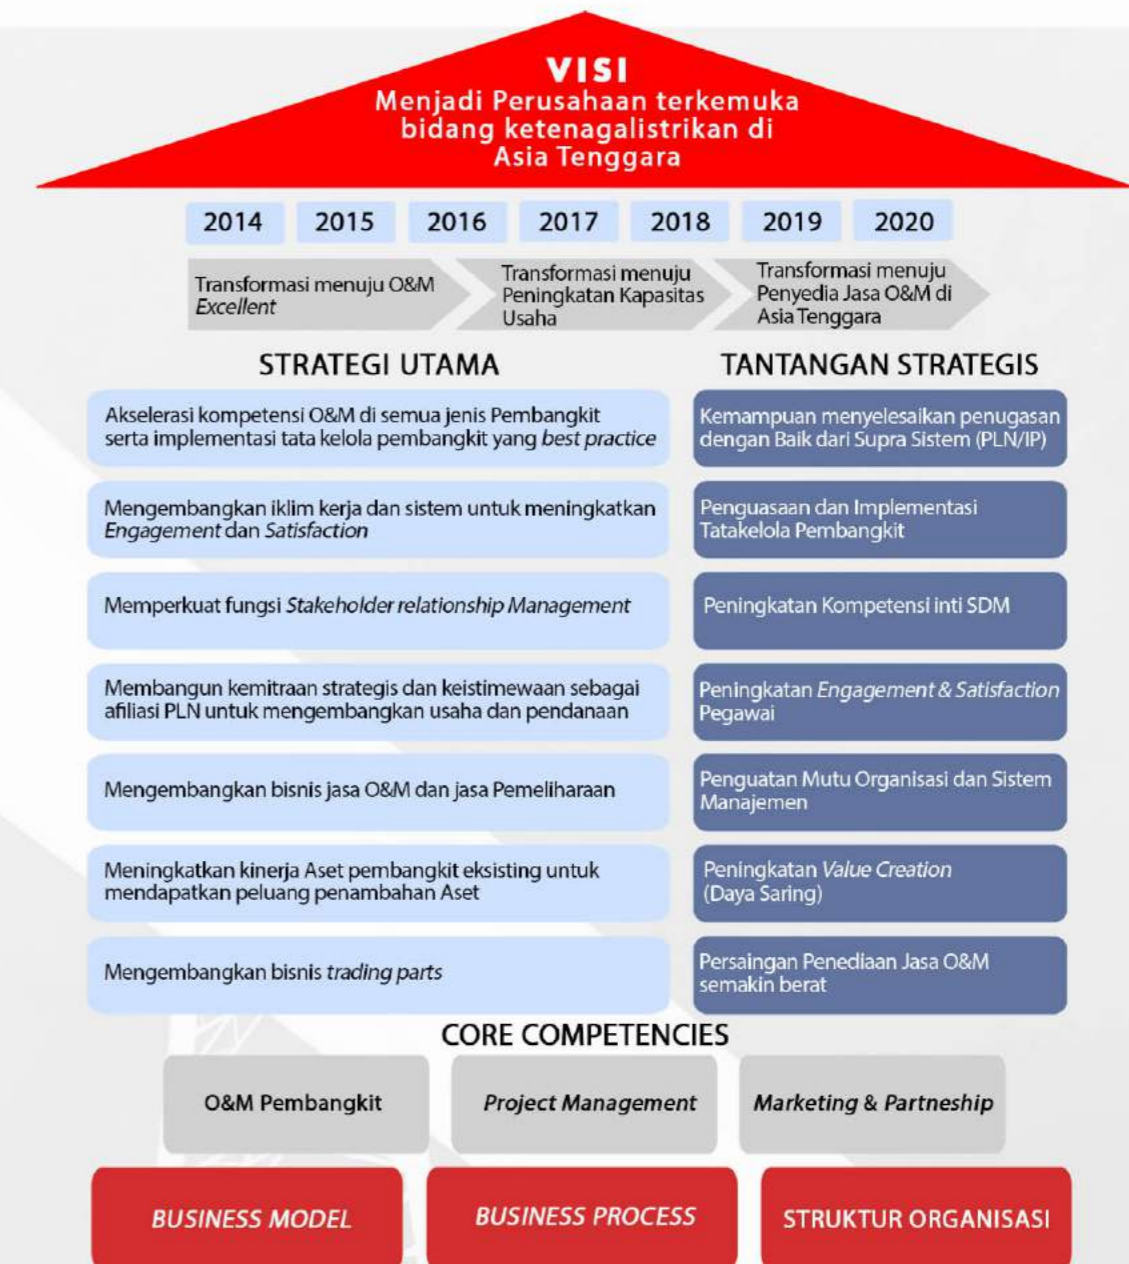 VISI
Menjadi Perusahaan terkemuka
bidang ketenagalistrikan di
Asia Tenggara
2014 2015 2016 2017 2018 2019 2020
Transformasi menuju O&M
Excellent
Transformasi menuju
Peningkatan Kapasitas
Usaha
Transformasi menuju
Penyedia Jasa O&M di
Asia Tenggara
STRATEGI UTAMA
Akselerasi kompetensi O&M di semua jenis Pembangkit
serta implementasi tata kelola pembangkit yang best practice
Mengembangkan iklim kerja dan sistem untuk meningkatkan
Engagement dan Satisfaction
Memperkuat fungsi Stakeholder relationship Management
Membangun kemitraan strategis dan keistimewaan sebagai
afiliasi PLN untuk mengembangkan usaha dan pendanaan
Mengembangkan bisnis jasa O&M dan jasa Pemeliharaan
Meningkatkan kinerja Aset pembangkit eksisting untuk
mendapatkan peluang penambahan Aset
Mengembangkan bisnis trading parts
TANTANGAN STRATEGIS
Kemampuan menyelesaikan penugasan
dengan Baik dari Supra Sistem (PLN/IP)
Penguasaan dan Implementasi
Tatakelola Pembangkit
Peningkatan Kompetensi inti SDM
Peningkatan Engagement & Satisfaction
Pegawai
Penguatan Mutu Organisasi dan Sistem
Manajemen
Peningkatan Value Creation
(Daya Saring)
Persaingan Penediaan Jasa O&M
semakin berat
CORE COMPETENCIES
O&M Pembangkit
Project Management
Marketing & Partneship
BUSINESS MODEL
BUSINESS PROCESS
STRUKTUR ORGANISASI